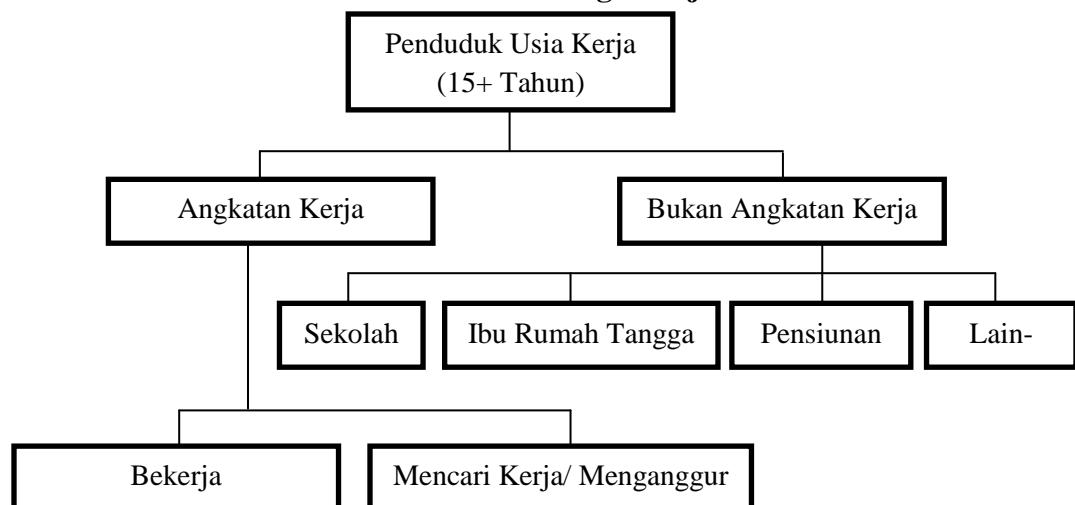 Penduduk Usia Kerja
(15+ Tahun)
Angkatan Kerja
Bukan Angkatan Kerja
Sekolah
Ibu Rumah Tangga
Pensiunan
Lain-
Bekerja
Mencari Kerja/ Menganggur